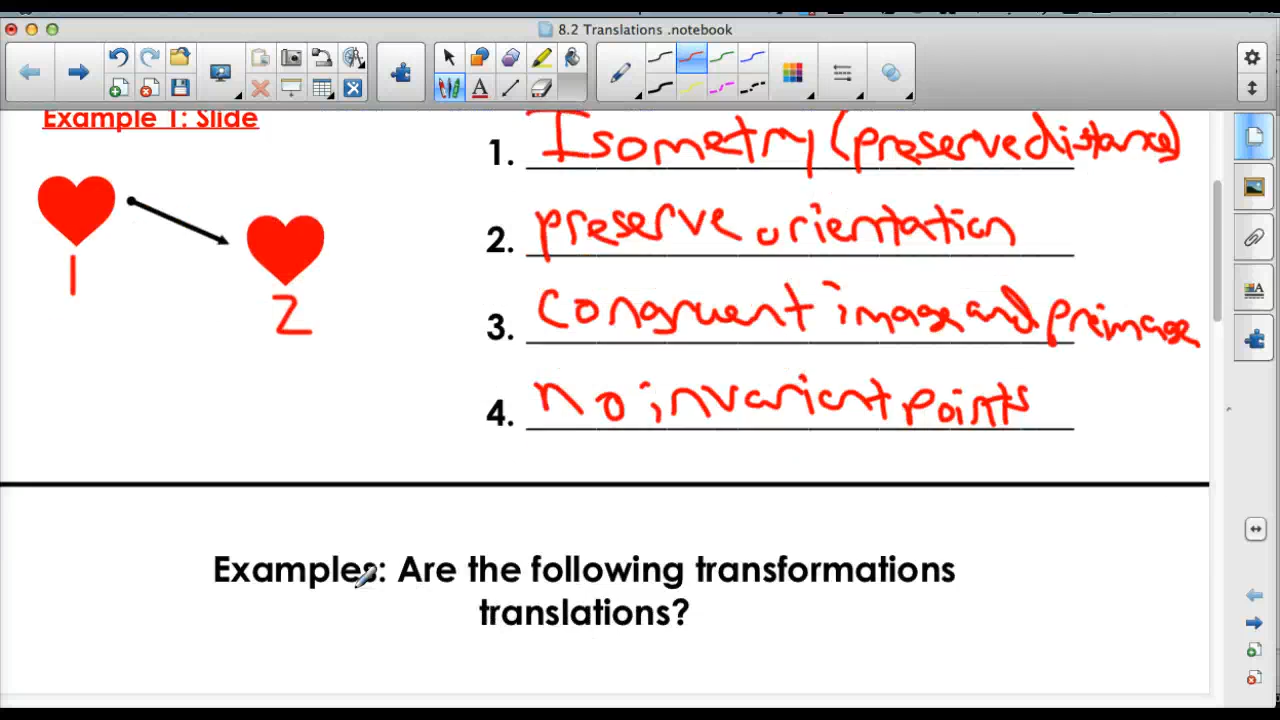 8.2 Translations .notebook
Example 1: Slide
1. Isometry (preserve distance)
2. preserve orientation
3. Congruent image and preimage
4. no invariant points
1
2
Examples: Are the following transformations
translations?